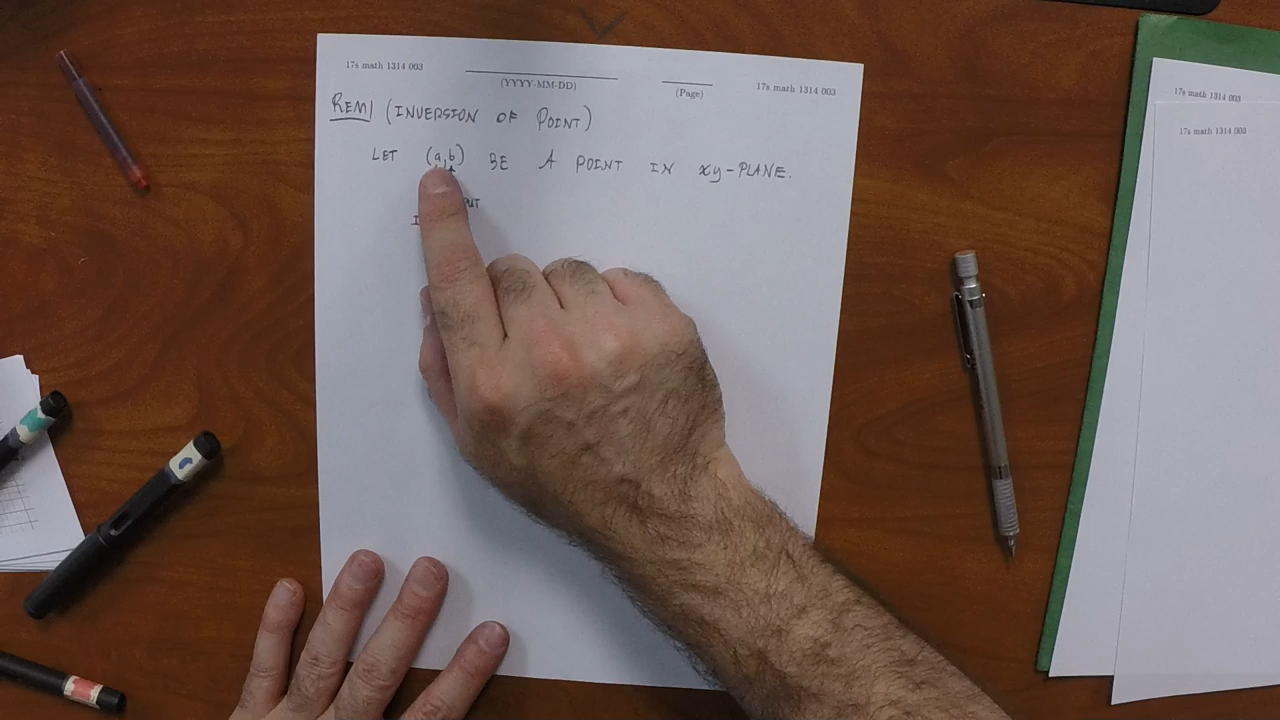 17s math 1314 003
(YYYY-MM-DD)
(Page)
17s math 1314 003
REM (INVERSION OF POINT)
LET (a,b) BE A POINT IN xy-PLANE.
17s math 1314 003
17s math 1314 003